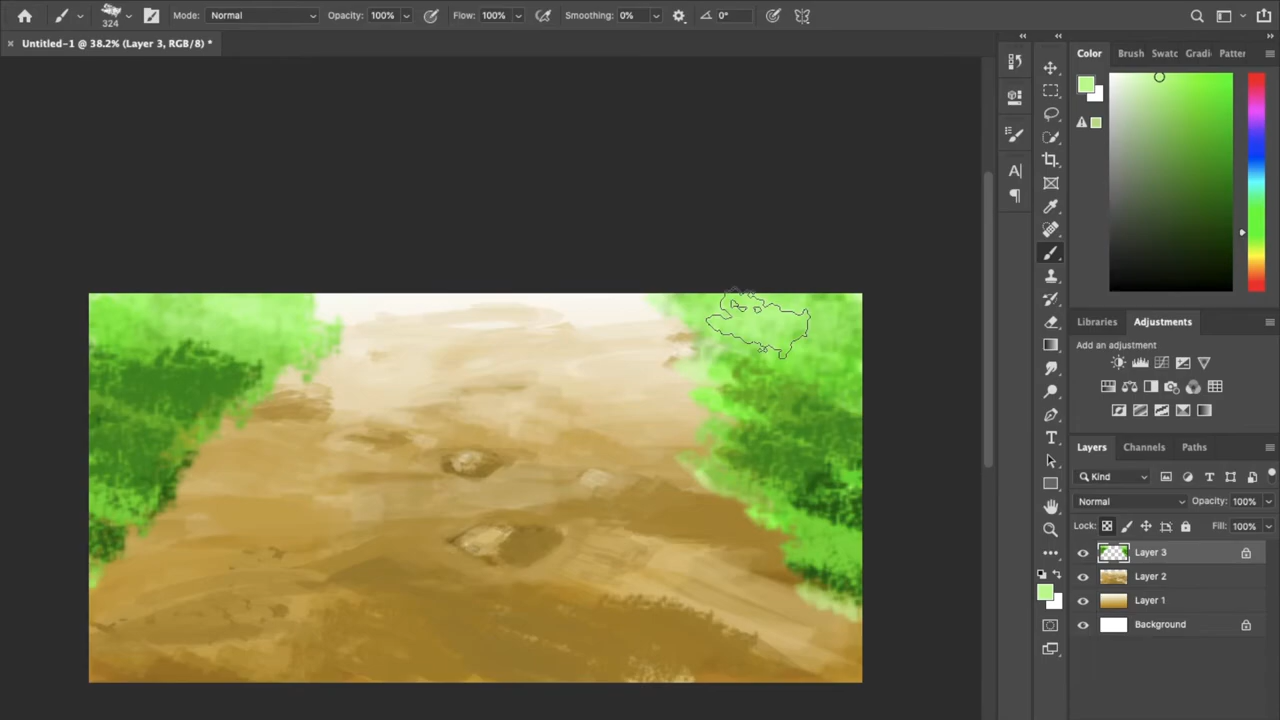 324 Mode: Normal Opacity: 100% Flow: 100% Smoothing: 0% 0°
× Untitled-1 @ 38.2% (Layer 3, RGB/8) *
Color Brush Swatc Gradi Patter
Libraries Adjustments
Add an adjustment
Layers Channels Paths
Kind
Normal Opacity: 100%
Lock: Fill: 100%
Layer 3
Layer 2
Layer 1
Background